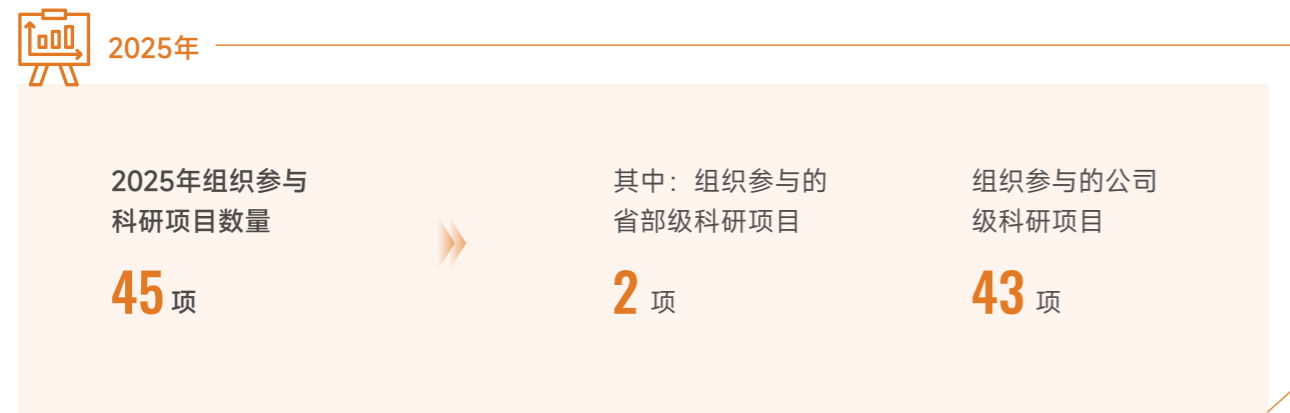 2025年
2025年组织参与
科研项目数量
45 项
其中：组织参与的
省部级科研项目
2 项
组织参与的公司
级科研项目
43 项